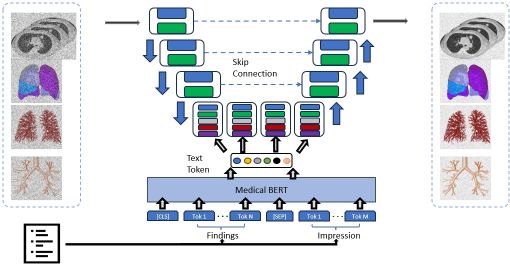 Skip
Connection
Text
Token
Medical BERT
[CLS] Tok 1 ... Tok N [SEP] Tok 1 ... Tok M
Findings Impression